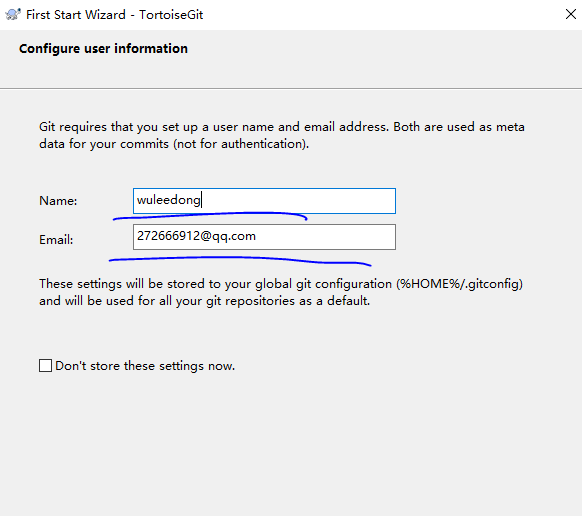 First Start Wizard - TortoiseGit
Configure user information
Git requires that you set up a user name and email address. Both are used as meta
data for your commits (not for authentication).
Name: wuleedong
Email: 272666912@qq.com
These settings will be stored to your global git configuration (%HOME%/.gitconfig)
and will be used for all your git repositories as a default.
Don't store these settings now.